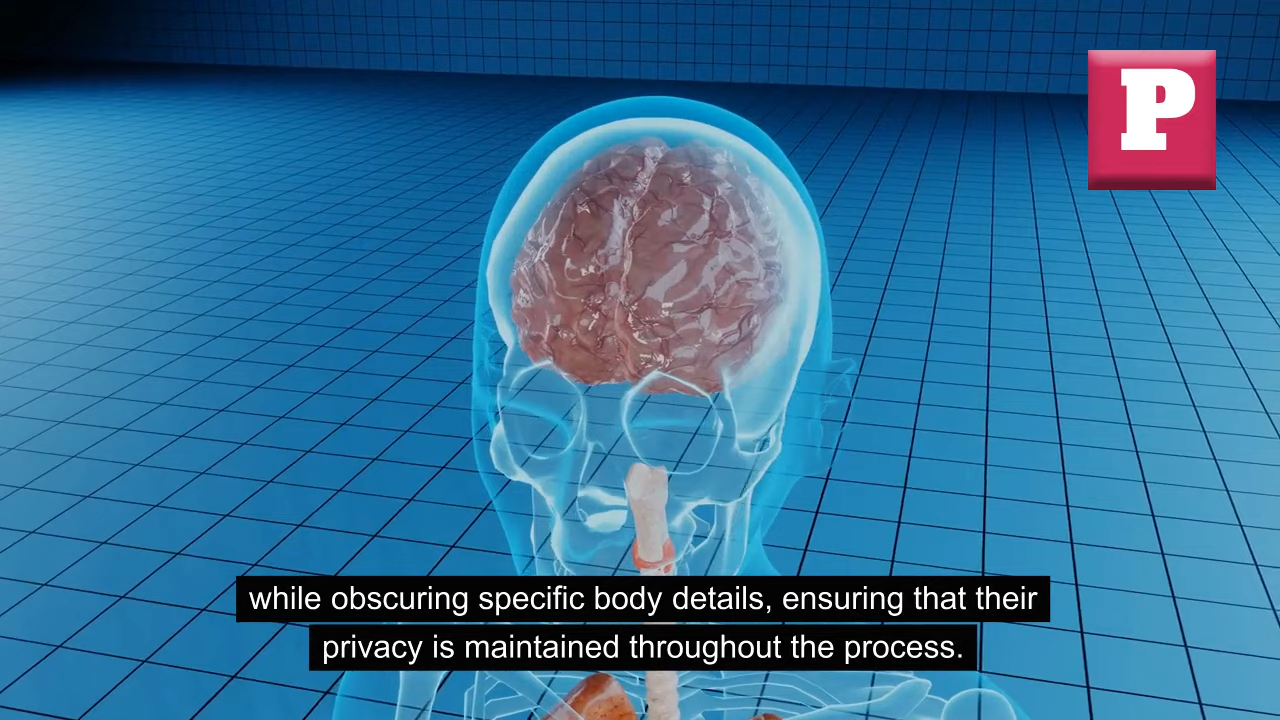 P
while obscuring specific body details, ensuring that their
privacy is maintained throughout the process.